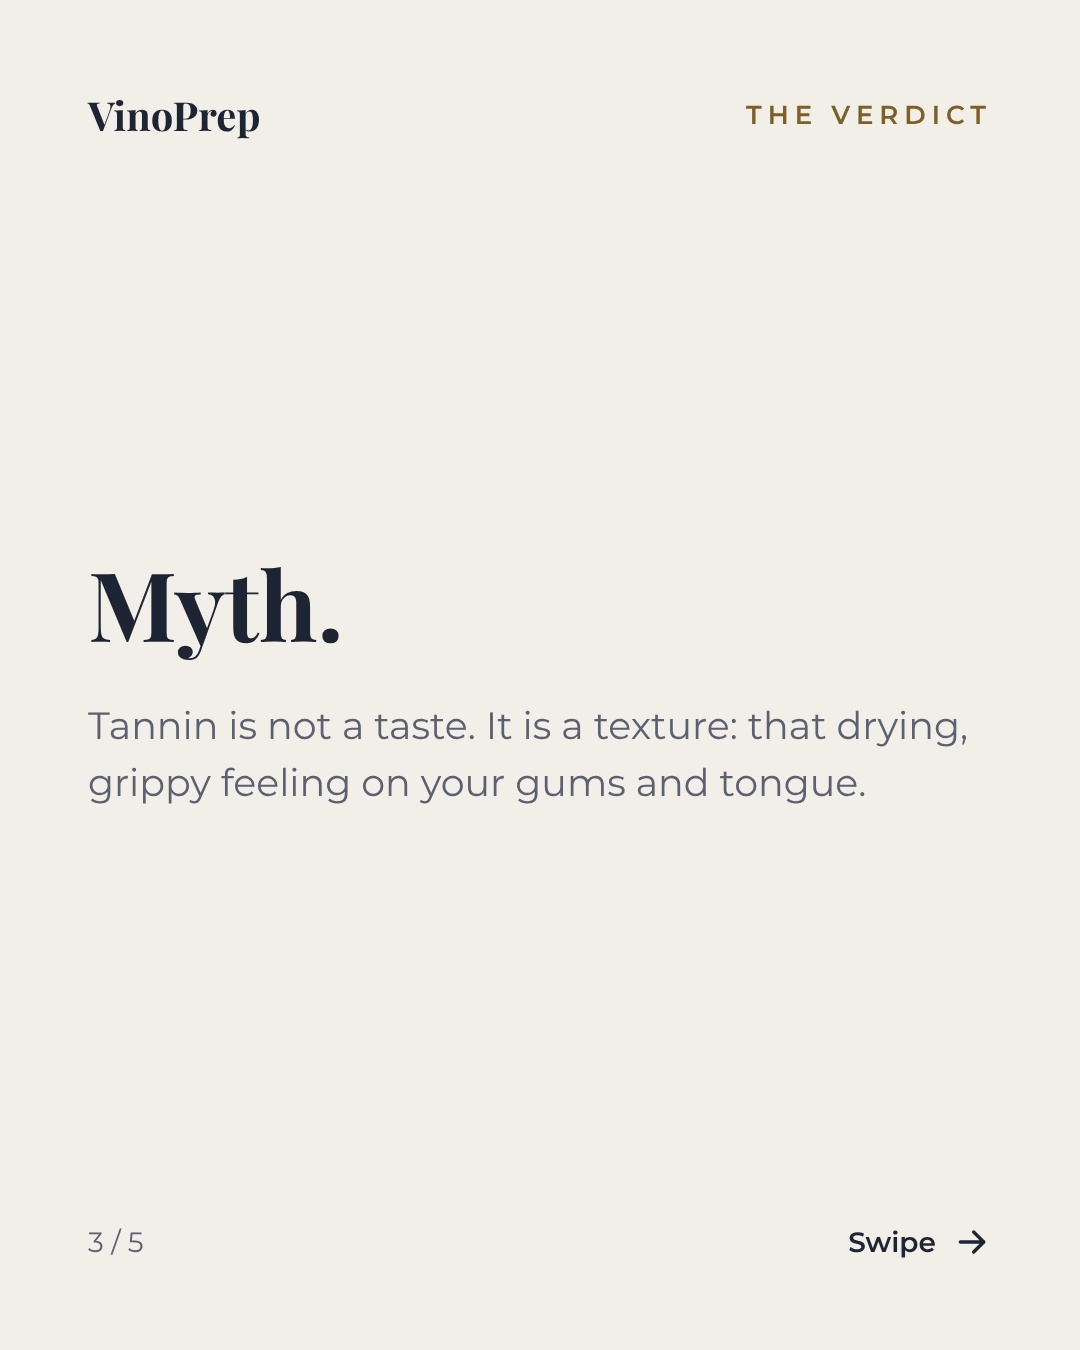 VinoPrep
THE VERDICT
Myth.
Tannin is not a taste. It is a texture: that drying,
grippy feeling on your gums and tongue.
3 / 5
Swipe →